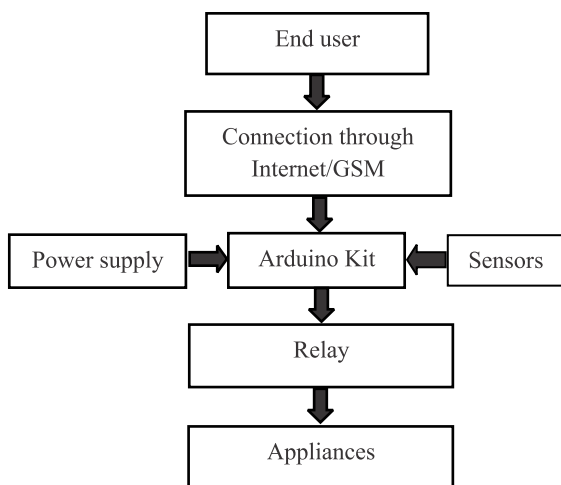 End user
Connection through
Internet/GSM
Power supply
Arduino Kit
Sensors
Relay
Appliances